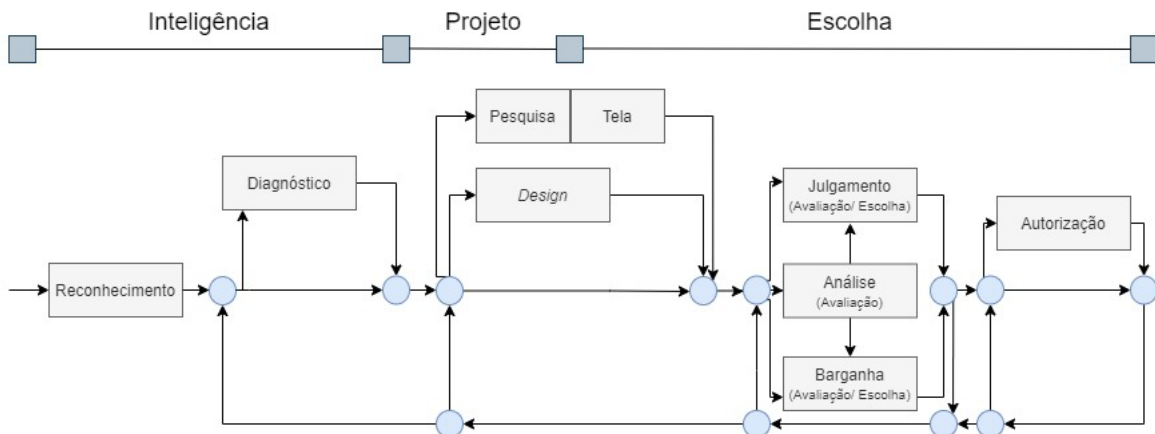 Inteligência
Projeto
Escolha
Pesquisa
Tela
Diagnóstico
Design
Julgamento
(Avaliação/ Escolha)
Autorização
Reconhecimento
Análise
(Avaliação)
Barganha
(Avaliação/ Escolha)